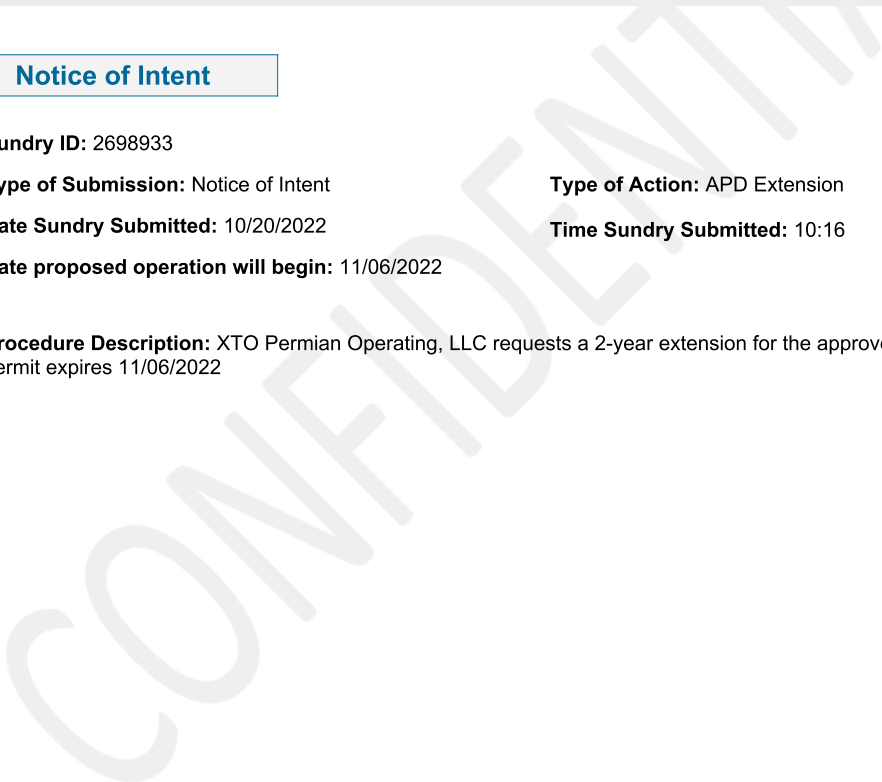 Notice of Intent
undry ID: 2698933
ype of Submission: Notice of Intent
Type of Action: APD Extension
ate Sundry Submitted: 10/20/2022
Time Sundry Submitted: 10:16
ate proposed operation will begin: 11/06/2022
rocedure Description: XTO Permian Operating, LLC requests a 2-year extension for the approve
ermit expires 11/06/2022
CONFIDENTIA